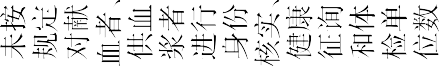 未按
规定
对献
血者、
供血
浆者
进行
身份
核实、
健康
征询
和体
检单
位数